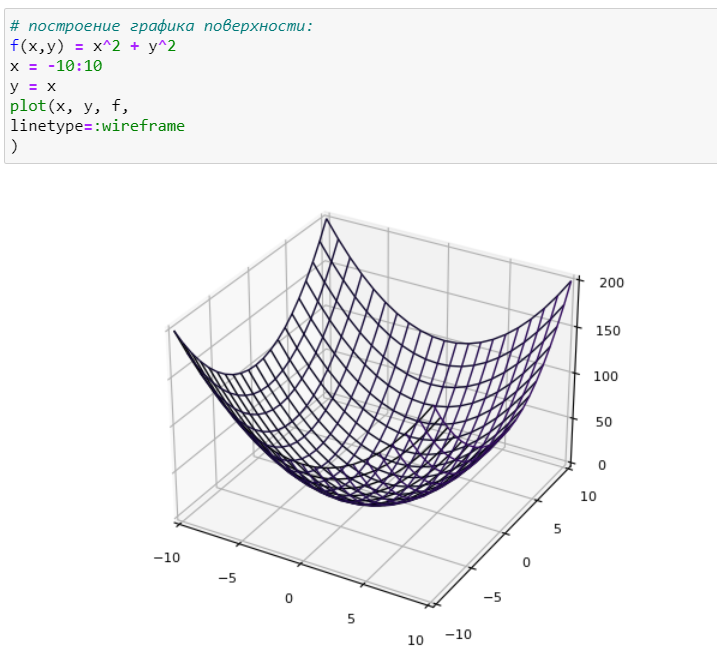 # построение графика поверхности:
f(x,y) = x^2 + y^2
x = -10:10
y = x
plot(x, y, f,
linetype=:wireframe
)
200
150
100
50
0
10
5
0
−5
−10
−10
−5
0
5
10